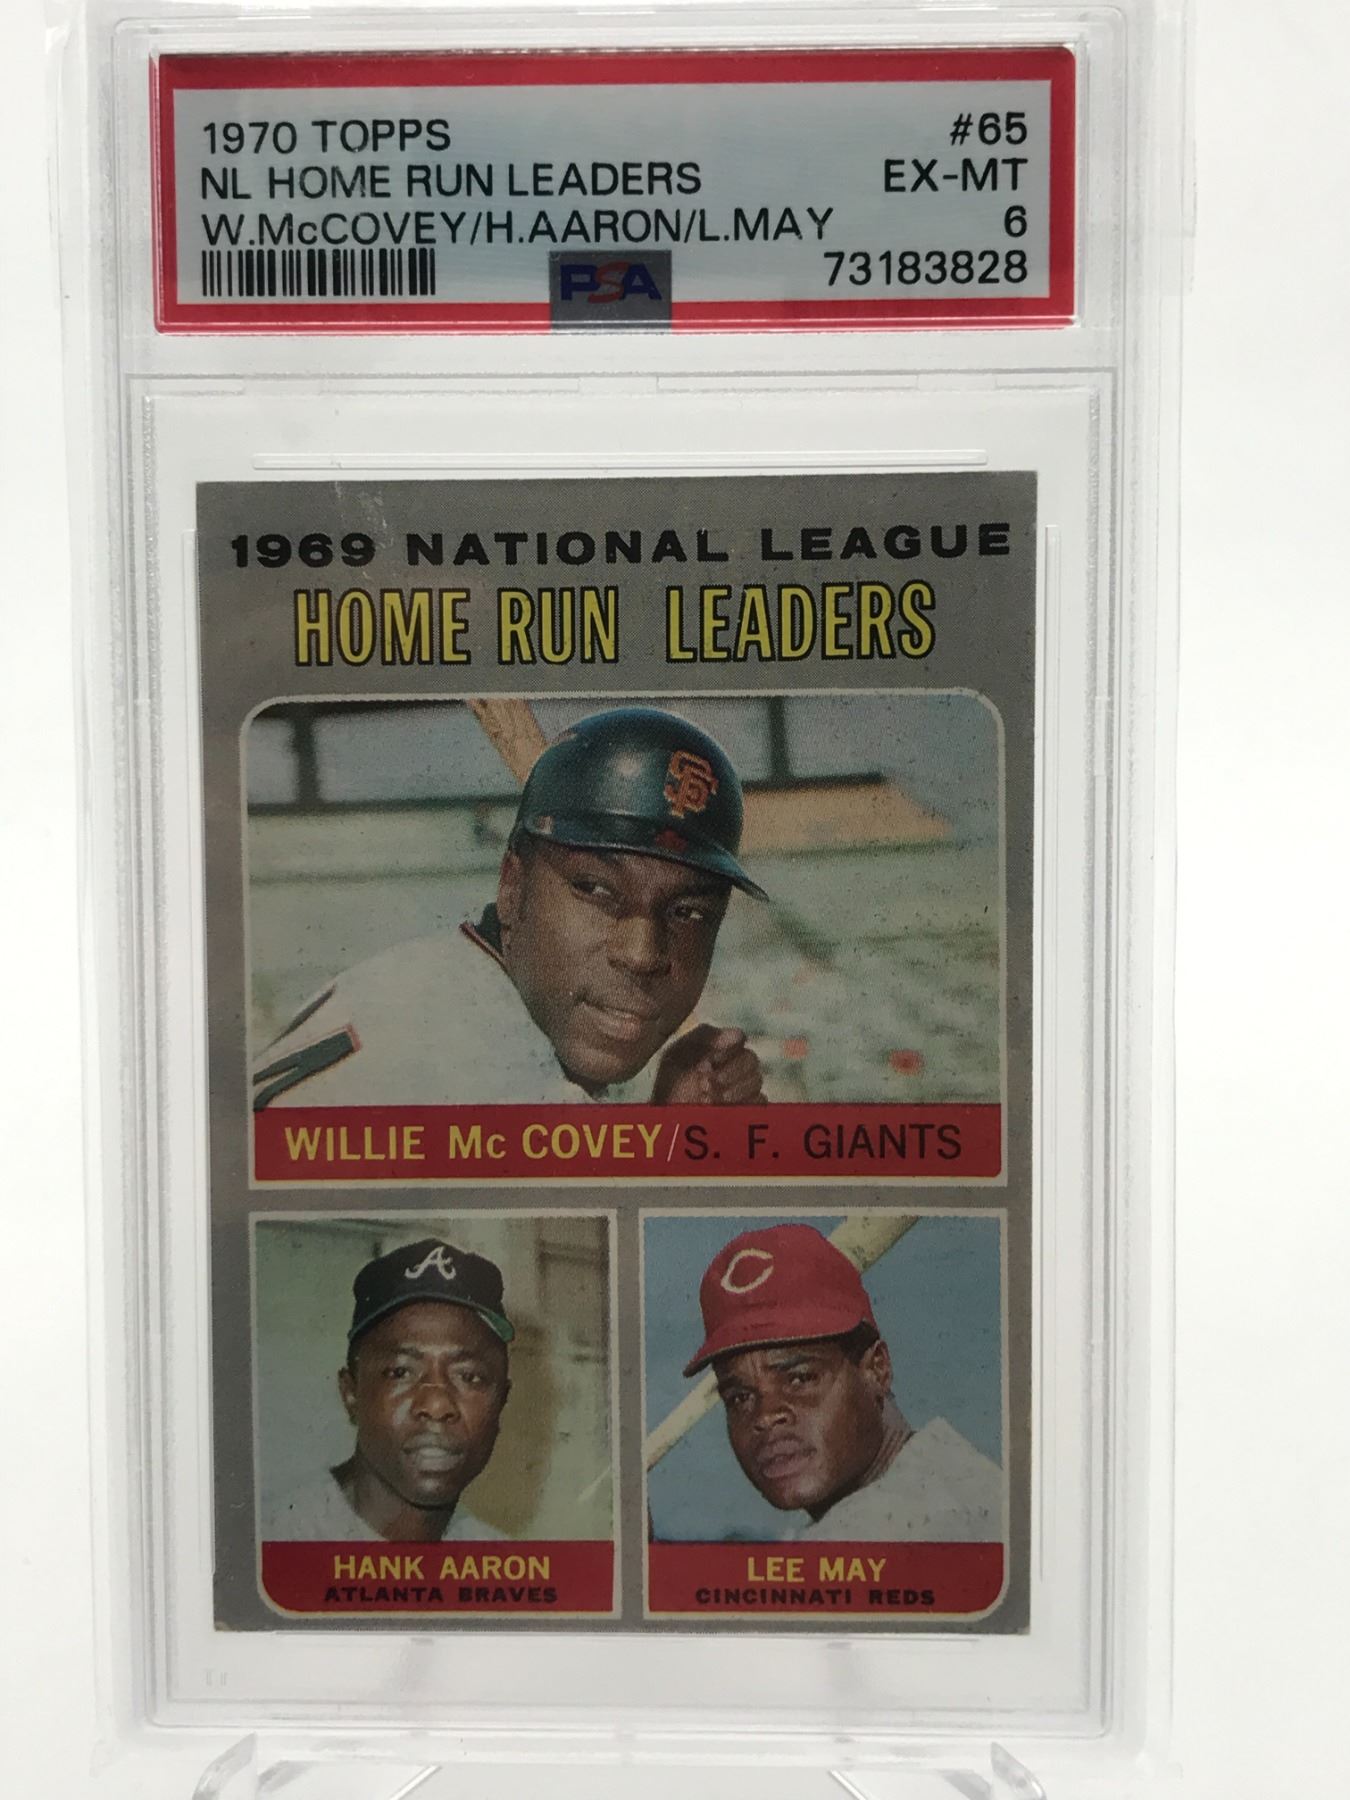 1970 TOPPS #65
NL HOME RUN LEADERS EX-MT
W.McCOVEY/H.AARON/L.MAY 6
PSA 73183828
1969 NATIONAL LEAGUE
HOME RUN LEADERS
SF
WILLIE Mc COVEY/S. F. GIANTS
A
C
HANK AARON
ATLANTA BRAVES
LEE MAY
CINCINNATI REDS